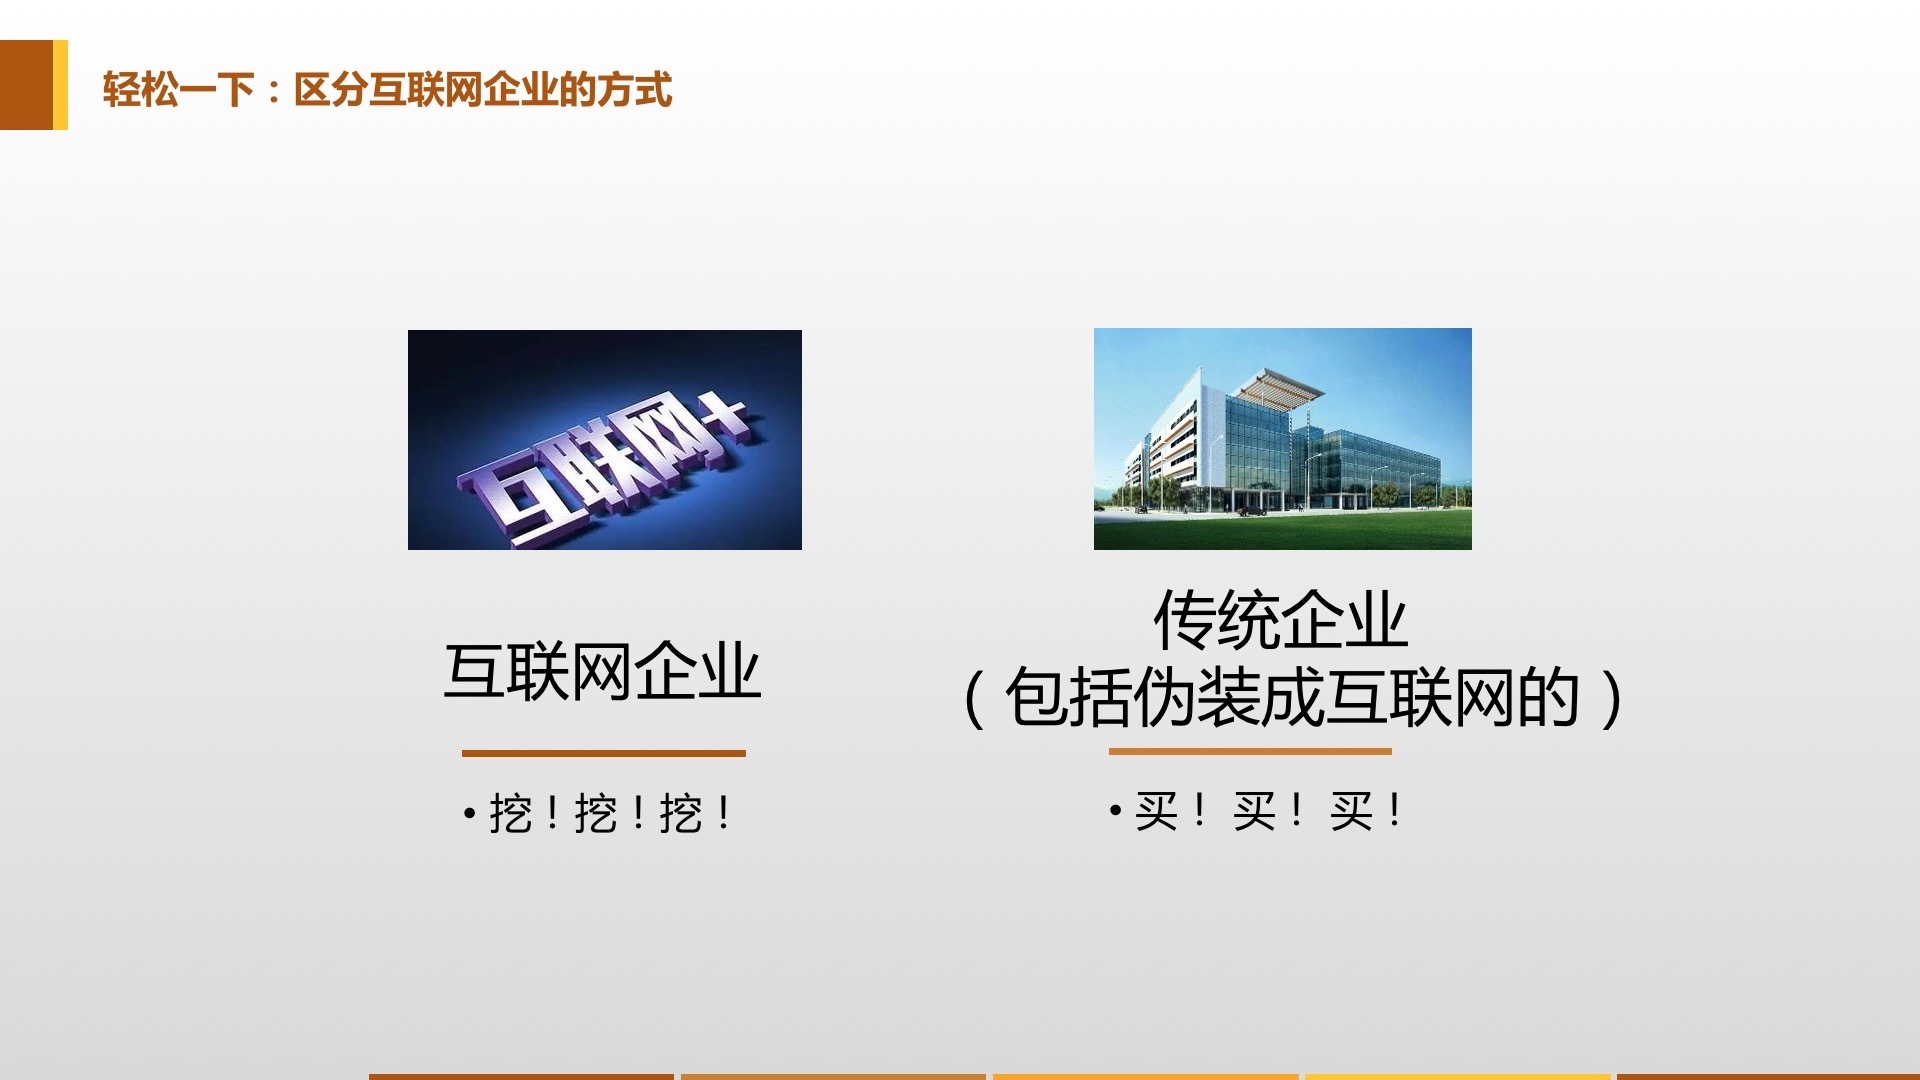 轻松一下：区分互联网企业的方式
互联网+
互联网企业
• 挖！挖！挖！
传统企业
（包括伪装成互联网的）
• 买！ 买！ 买！